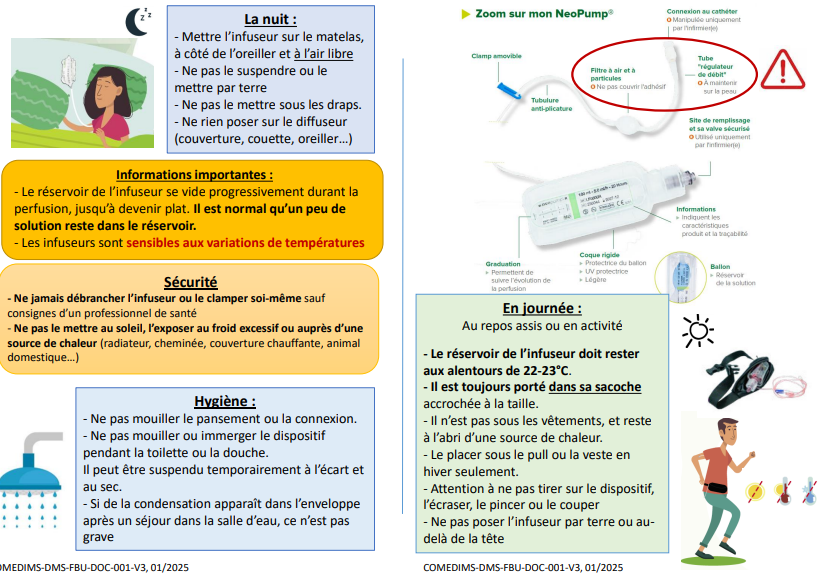 La nuit :
- Mettre l'infuseur sur le matelas,
à côté de l'oreiller et à l'air libre
- Ne pas le suspendre ou le
mettre par terre
- Ne pas le mettre sous les draps.
- Ne rien poser sur le diffuseur
(couverture, couette, oreiller…)
Informations importantes :
- Le réservoir de l'infuseur se vide progressivement durant la
perfusion, jusqu'à devenir plat. Il est normal qu'un peu de
solution reste dans le réservoir.
- Les infuseurs sont sensibles aux variations de températures
Sécurité
- Ne jamais débrancher l'infuseur ou le clamper soi-même sauf
consignes d'un professionnel de santé
- Ne pas le mettre au soleil, l'exposer au froid excessif ou auprès d'une
source de chaleur (radiateur, cheminée, couverture chauffante, animal
domestique…)
Hygiène :
- Ne pas mouiller le pansement ou la connexion.
- Ne pas mouiller ou immerger le dispositif
pendant la toilette ou la douche.
Il peut être suspendu temporairement à l'écart et
au sec.
- Si de la condensation apparaît dans l'enveloppe
après un séjour dans la salle d'eau, ce n'est pas
grave
OMEDIMS-DMS-FBU-DOC-001-V3, 01/2025
Zoom sur mon NeoPump®
Connexion au cathéter
Manipulée uniquement
par l'infirmier(e)
Clamp amovible
Tubulure
anti-plicature
Filtre à air et à
particules
Ne pas couvrir l'adhésif
Tube
"régulateur
de débit"
À maintenir
sur la peau
Site de remplissage
et sa valve sécurisé
Utilisé uniquement
par l'infirmier(e)
Informations
Indiquent les
caractéristiques
produit et la traçabilité
Graduation
Permettent de
suivre l'évolution de
la perfusion
Coque rigide
Protectrice du ballon
UV protectrice
Légère
Ballon
Réservoir
de la solution
En journée :
Au repos assis ou en activité
- Le réservoir de l'infuseur doit rester
aux alentours de 22-23°C.
- Il est toujours porté dans sa sacoche
accrochée à la taille.
- Il n'est pas sous les vêtements, et reste
à l'abri d'une source de chaleur.
- Le placer sous le pull ou la veste en
hiver seulement.
- Attention à ne pas tirer sur le dispositif,
l'écraser, le pincer ou le couper
- Ne pas poser l'infuseur par terre ou au-
delà de la tête
COMEDIMS-DMS-FBU-DOC-001-V3, 01/2025